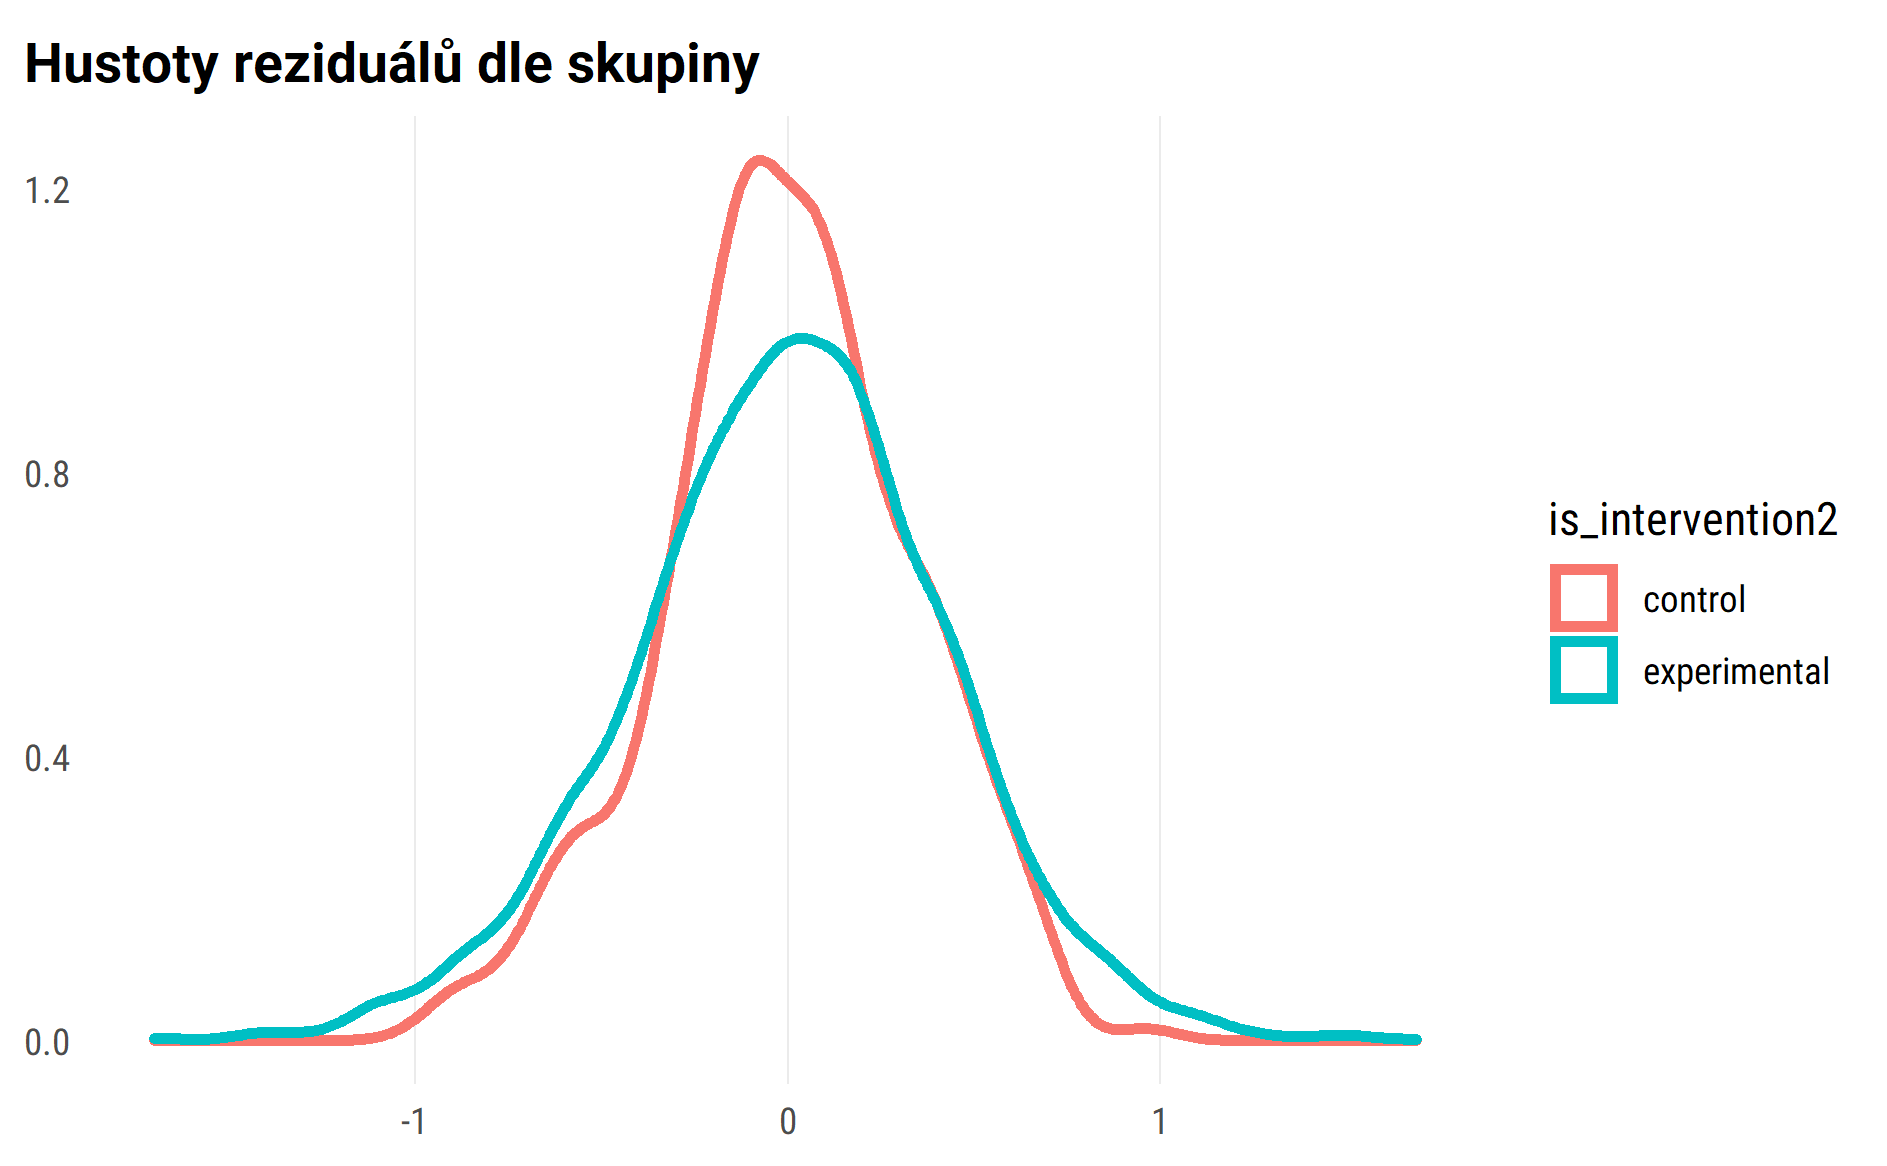 Hustoty reziduálů dle skupiny
1.2
0.8
0.4
0.0
-1
0
1
is_intervention2
control
experimental